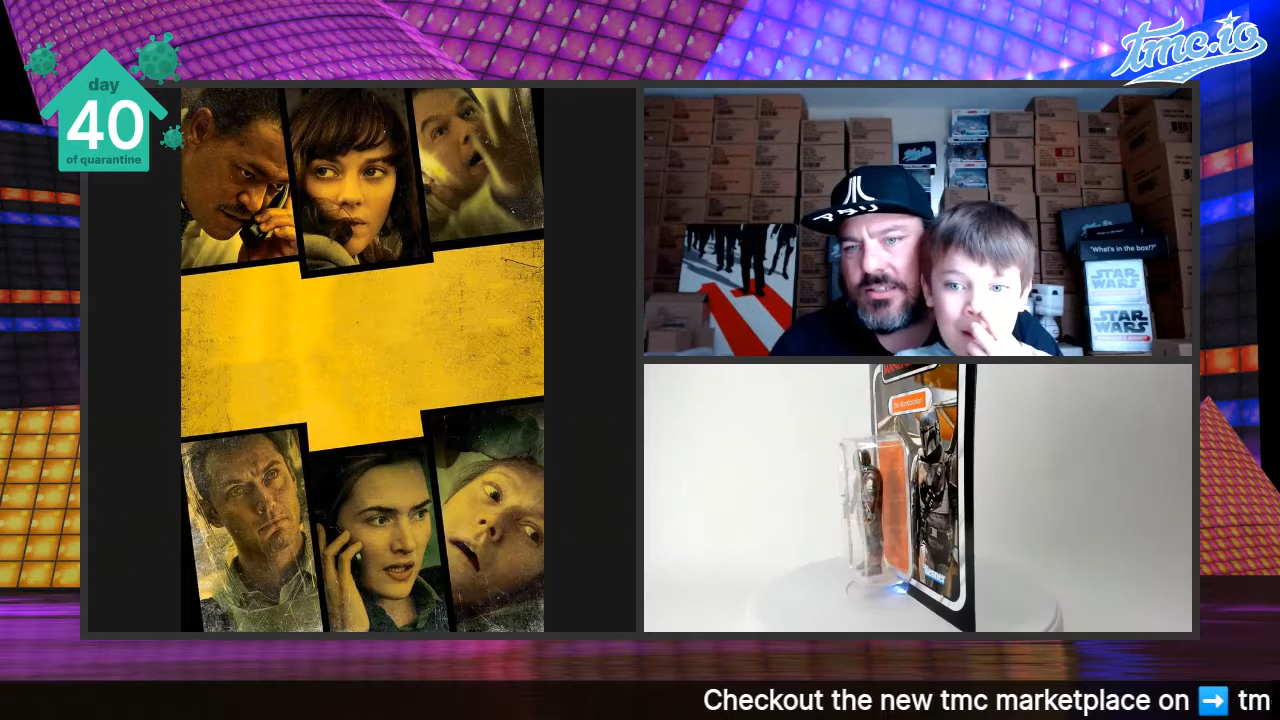 day
40
of quarantine
tmc.io
"What's in the box!?"
STAR
WARS
STAR
WARS
Kenner
Checkout the new tmc marketplace on ➡️ tm